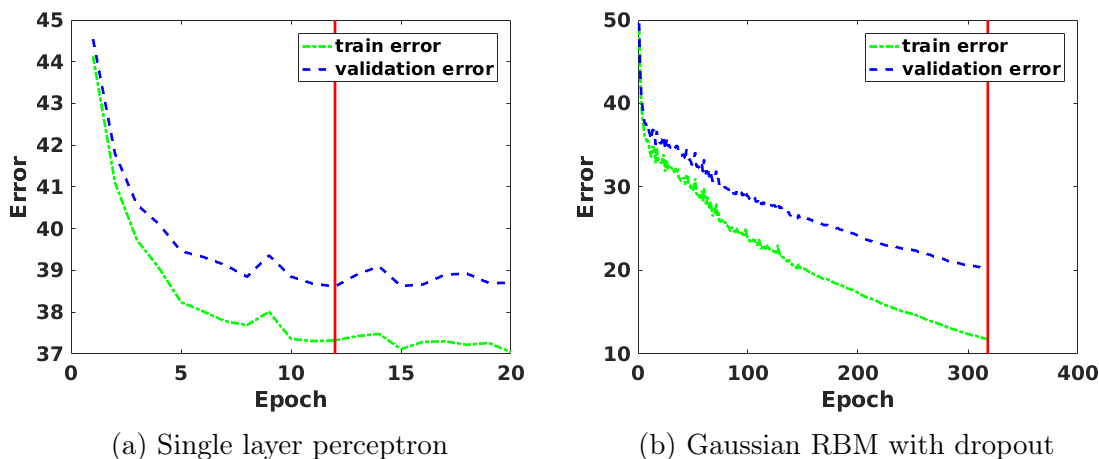 45
44
43
42
41
40
39
38
37
0
5
10
15
20
Error
Epoch
train error
validation error
(a) Single layer perceptron
50
40
30
20
10
0
100
200
300
400
Error
Epoch
train error
validation error
(b) Gaussian RBM with dropout